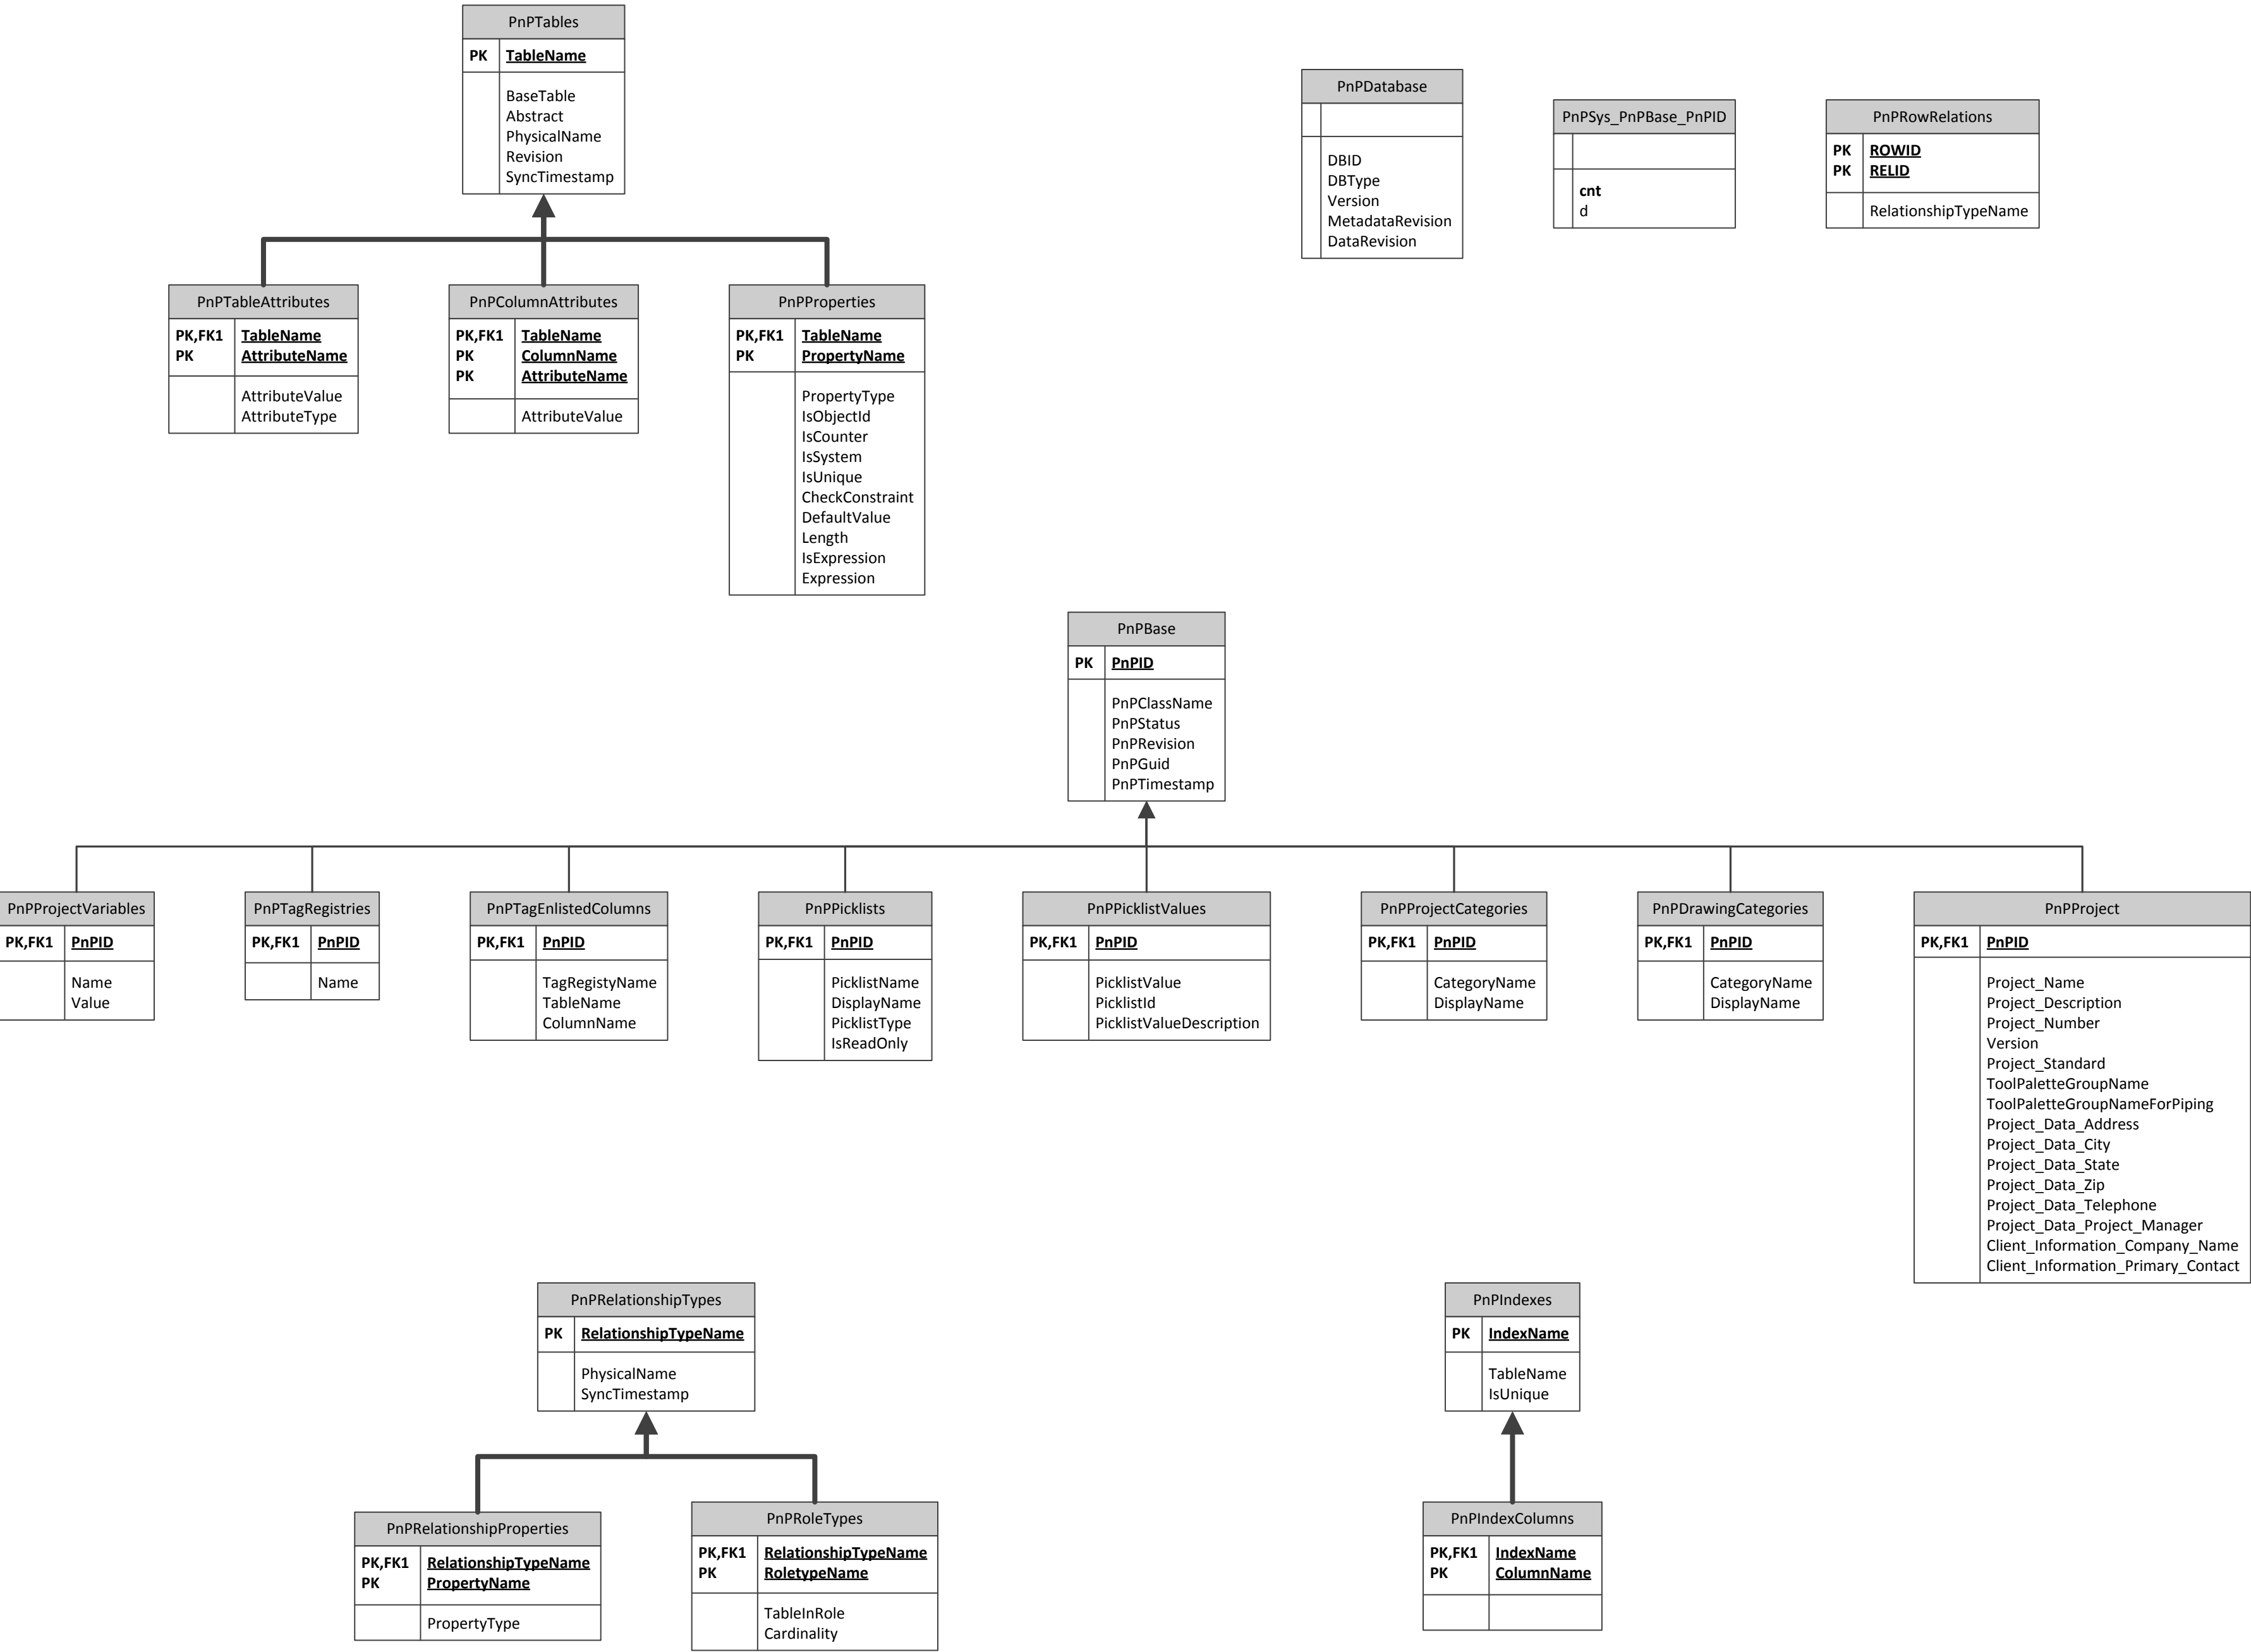 PnPTables
PK TableName
BaseTable
Abstract
PhysicalName
Revision
SyncTimestamp
PnPDatabase
DBID
DBType
Version
MetadataRevision
DataRevision
PnPSys_PnPBase_PnPID
cnt
d
PnPRowRelations
PK ROWID
PK RELID
RelationshipTypeName
PnPTableAttributes
PK,FK1 TableName
PK AttributeName
AttributeValue
AttributeType
PnPColumnAttributes
PK,FK1 TableName
PK ColumnName
PK AttributeName
AttributeValue
PnPProperties
PK,FK1 TableName
PK PropertyName
PropertyType
IsObjectId
IsCounter
IsSystem
IsUnique
CheckConstraint
DefaultValue
Length
IsExpression
Expression
PnPBase
PK PnPID
PnPClassName
PnPStatus
PnPRevision
PnPGuid
PnPTimestamp
PnPProjectVariables
PK,FK1 PnPID
Name
Value
PnPTagRegistries
PK,FK1 PnPID
Name
PnPTagEnlistedColumns
PK,FK1 PnPID
TagRegistyName
TableName
ColumnName
PnPPicklists
PK,FK1 PnPID
PicklistName
DisplayName
PicklistType
IsReadOnly
PnPPicklistValues
PK,FK1 PnPID
PicklistValue
PicklistId
PicklistValueDescription
PnPProjectCategories
PK,FK1 PnPID
CategoryName
DisplayName
PnPDrawingCategories
PK,FK1 PnPID
CategoryName
DisplayName
PnPProject
PK,FK1 PnPID
Project_Name
Project_Description
Project_Number
Version
Project_Standard
ToolPaletteGroupName
ToolPaletteGroupNameForPiping
Project_Data_Address
Project_Data_City
Project_Data_State
Project_Data_Zip
Project_Data_Telephone
Project_Data_Project_Manager
Client_Information_Company_Name
Client_Information_Primary_Contact
PnPRelationshipTypes
PK RelationshipTypeName
PhysicalName
SyncTimestamp
PnPIndexes
PK IndexName
TableName
IsUnique
PnPRelationshipProperties
PK,FK1 RelationshipTypeName
PK PropertyName
PropertyType
PnPRoleTypes
PK,FK1 RelationshipTypeName
PK RoletypeName
TableInRole
Cardinality
PnPIndexColumns
PK,FK1 IndexName
PK ColumnName